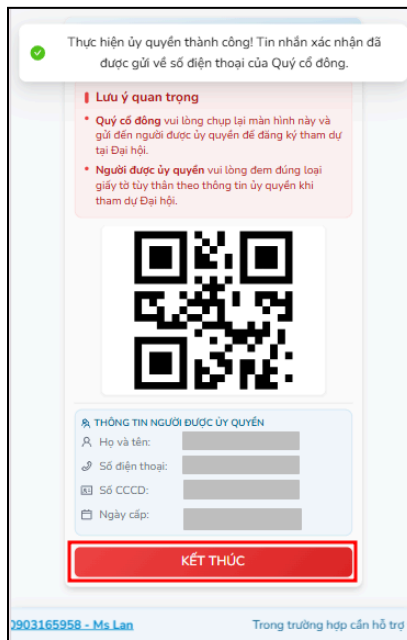 Thực hiện ủy quyền thành công! Tin nhắn xác nhận đã
được gửi về số điện thoại của Quý cổ đông.
Lưu ý quan trọng
* Quý cổ đông vui lòng chụp lại màn hình này và
gửi đến người được ủy quyền để đăng ký tham dự
tại Đại hội.
* Người được ủy quyền vui lòng đem đúng loại
giấy tờ tùy thân theo thông tin ủy quyền khi
tham dự Đại hội.
THÔNG TIN NGƯỜI ĐƯỢC ỦY QUYỀN
Họ và tên:
Số điện thoại:
Số CCCD:
Ngày cấp:
KẾT THÚC
0903165958 - Ms Lan Trong trường hợp cần hỗ trợ